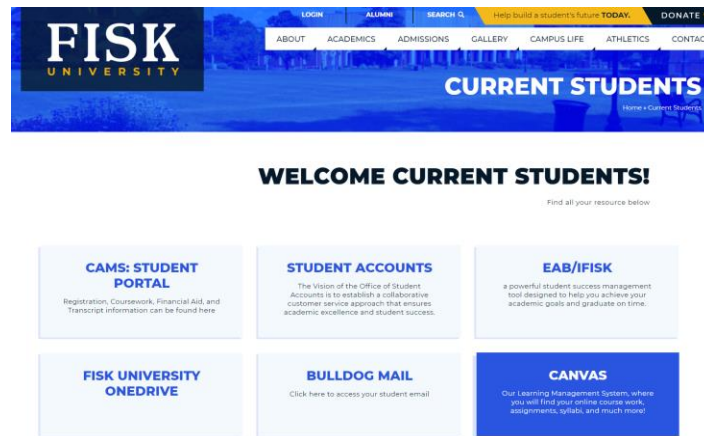 LOGIN ALUMNI SEARCH Help build a student's future TODAY. DONATE
FISK
UNIVERSITY
ABOUT ACADEMICS ADMISSIONS GALLERY CAMPUS LIFE ATHLETICS CONTAC
CURRENT STUDENTS
Home » Current Students
WELCOME CURRENT STUDENTS!
Find all your resource below
CAMS: STUDENT
PORTAL
Registration, Coursework, Financial Aid, and
Transcript information can be found here
STUDENT ACCOUNTS
The Vision of the Office of Student
Accounts is to establish a collaborative
customer service approach that ensures
academic excellence and student success.
EAB/IFISK
a powerful student success management
tool designed to help you achieve your
academic goals and graduate on time.
FISK UNIVERSITY
ONEDRIVE
BULLDOG MAIL
Click here to access your student email
CANVAS
Our Learning Management System, where
you will find your online course work,
assignments, syllabi, and much more!